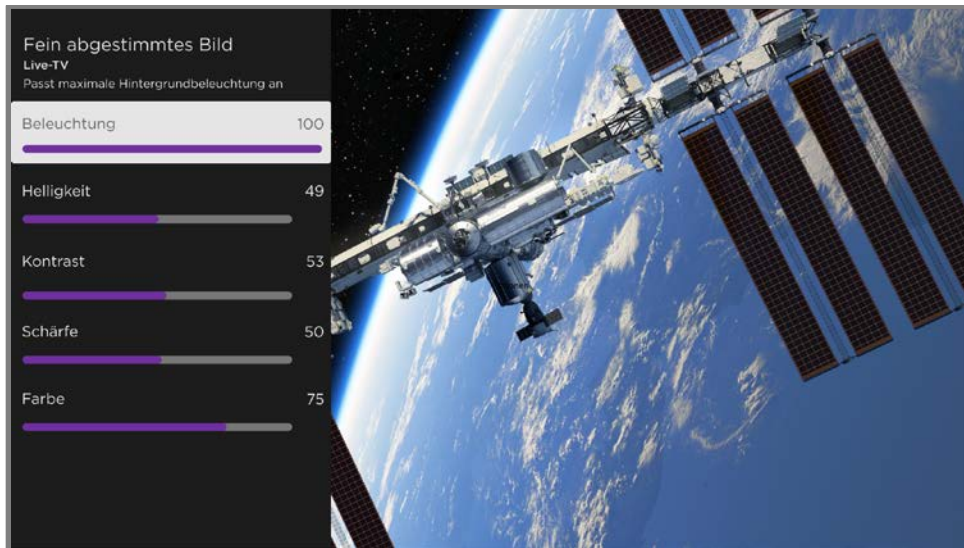 Fein abgestimmtes Bild
Live-TV
Passt maximale Hintergrundbeleuchtung an
Beleuchtung 100
Helligkeit 49
Kontrast 53
Schärfe 50
Farbe 75